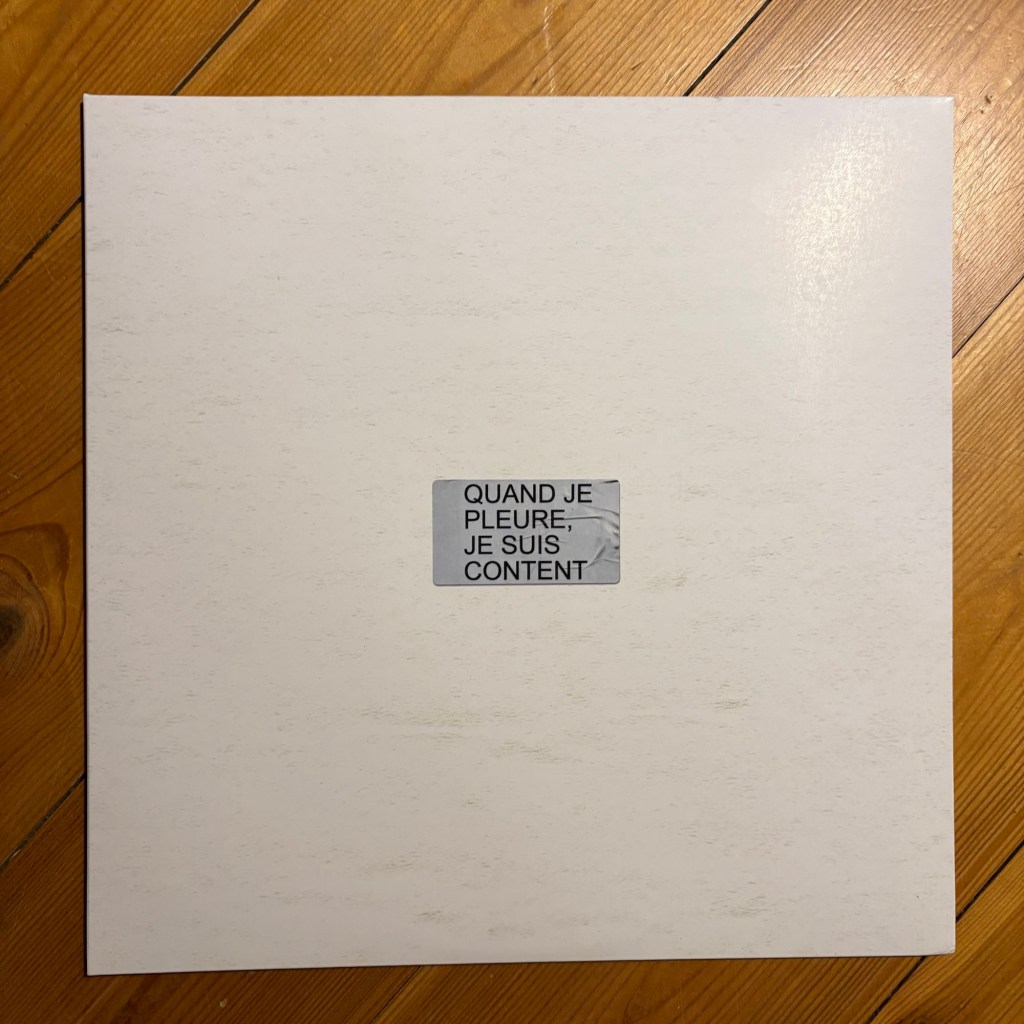 QUAND JE
PLEURE,
JE SUIS
CONTENT